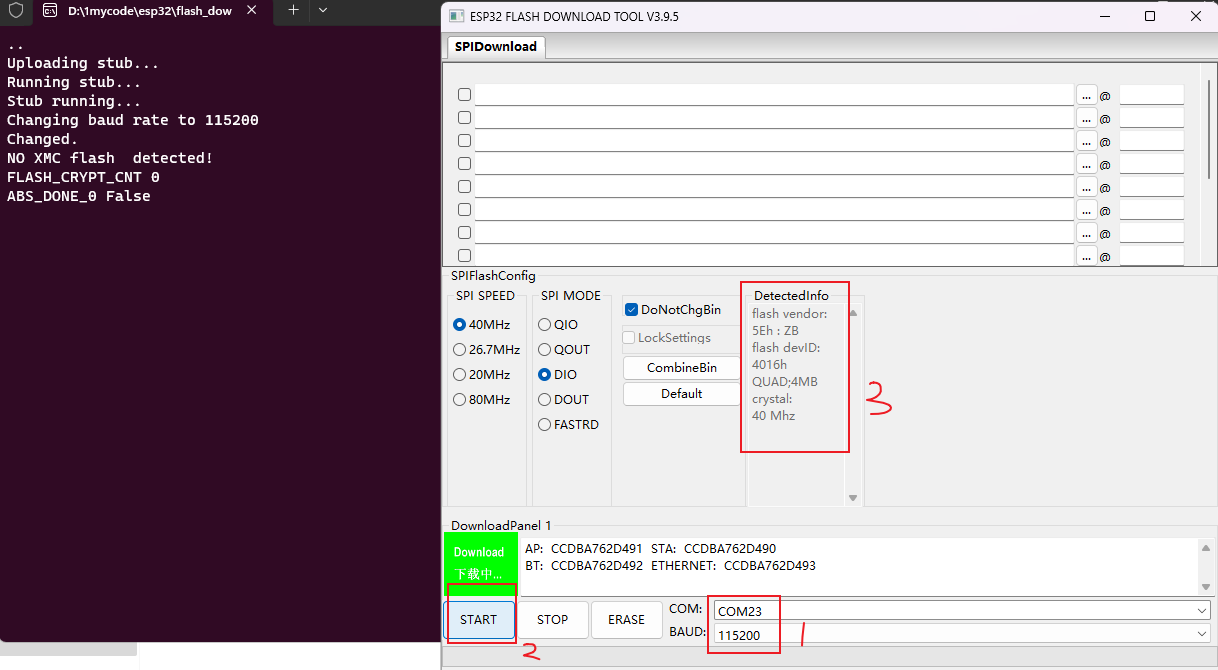 D:\1mycode\esp32\flash_dow
..
Uploading stub...
Running stub...
Stub running...
Changing baud rate to 115200
Changed.
NO XMC flash  detected!
FLASH_CRYPT_CNT 0
ABS_DONE_0 False
ESP32 FLASH DOWNLOAD TOOL V3.9.5
SPIDownload
... @
... @
... @
... @
... @
... @
... @
... @
SPIFlashConfig
SPI SPEED
40MHz
26.7MHz
20MHz
80MHz
SPI MODE
QIO
QOUT
DIO
DOUT
FASTRD
DoNotChgBin
LockSettings
CombineBin
Default
DetectedInfo
flash vendor:
5Eh : ZB
flash devID:
4016h
QUAD;4MB
crystal:
40 Mhz
3
DownloadPanel 1
Download
下载中...
AP: CCDBA762D491 STA: CCDBA762D490
BT: CCDBA762D492 ETHERNET: CCDBA762D493
START
STOP
ERASE
COM: COM23
BAUD: 115200
1
2